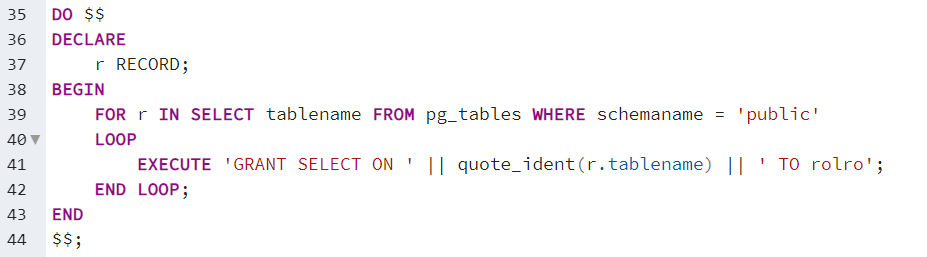 35 DO $$
36 DECLARE
37     r RECORD;
38 BEGIN
39     FOR r IN SELECT tablename FROM pg_tables WHERE schemaname = 'public'
40     LOOP
41         EXECUTE 'GRANT SELECT ON ' || quote_ident(r.tablename) || ' TO rolro';
42     END LOOP;
43 END
44 $$;